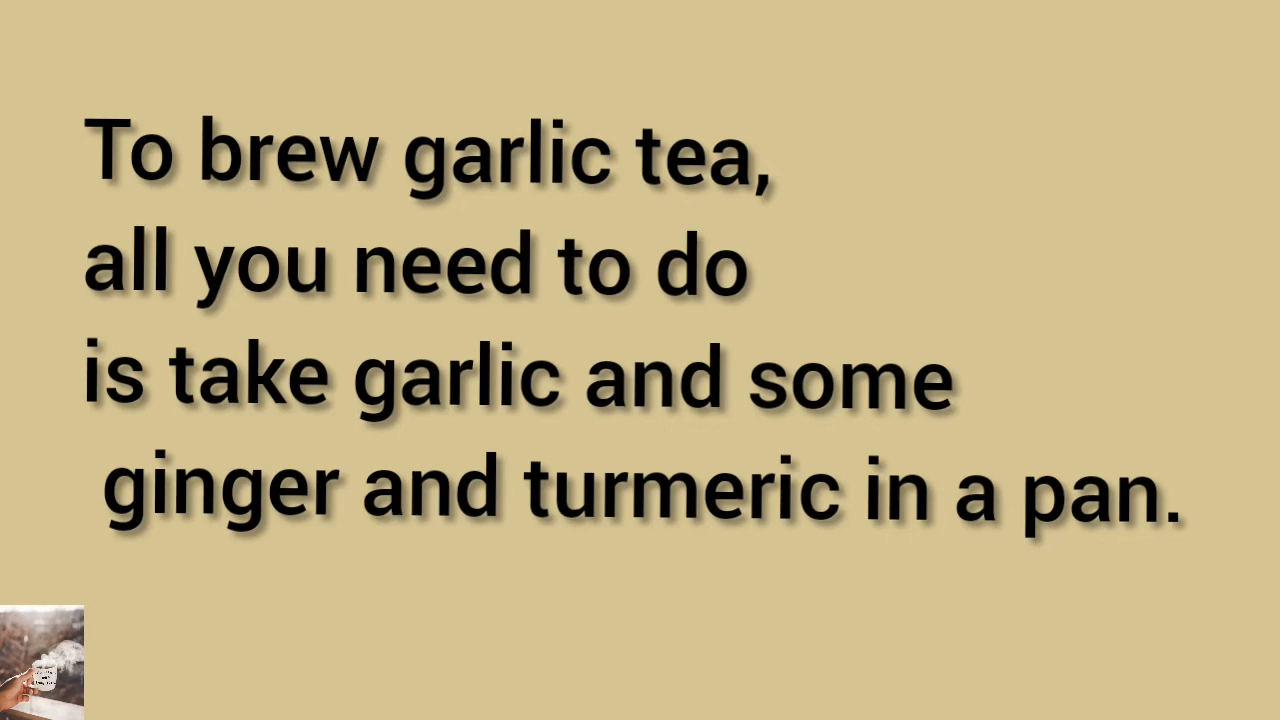 To brew garlic tea,
all you need to do
is take garlic and some
ginger and turmeric in a pan.